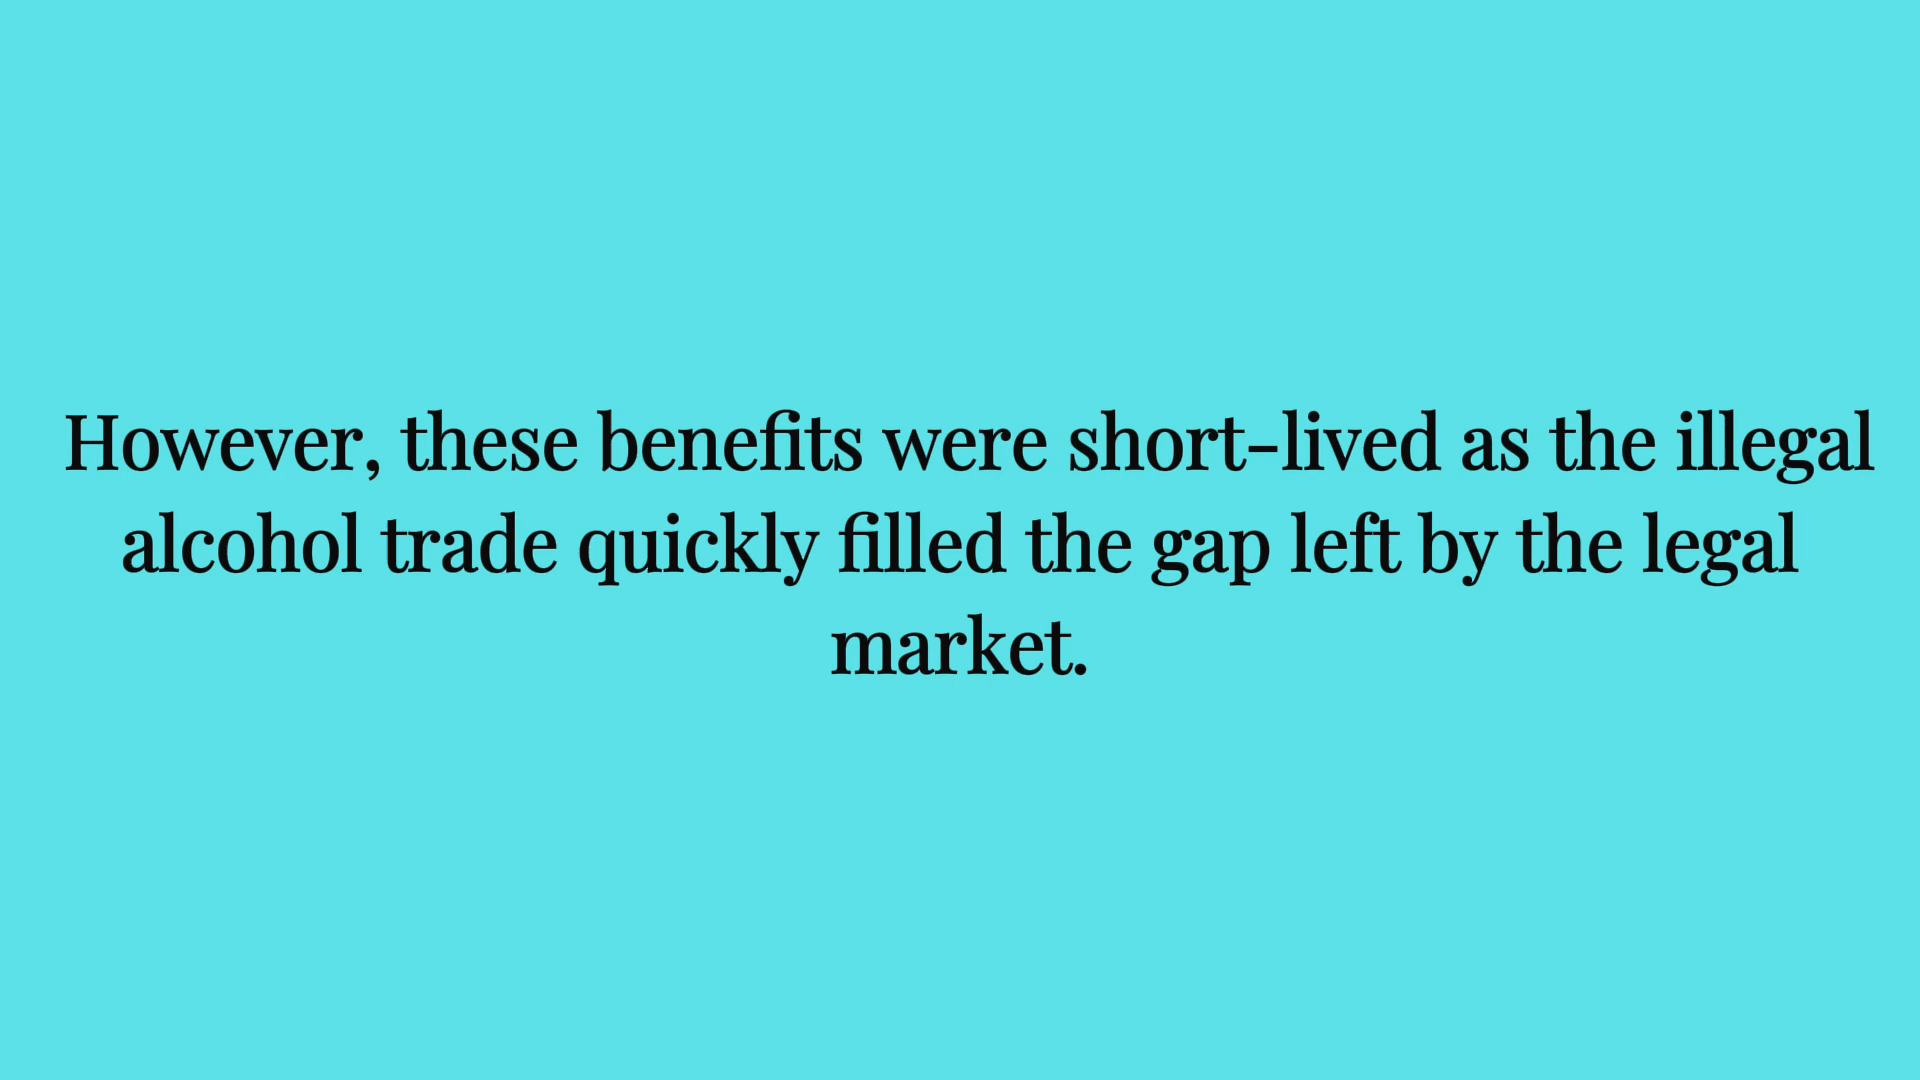 However, these benefits were short-lived as the illegal
alcohol trade quickly filled the gap left by the legal
market.